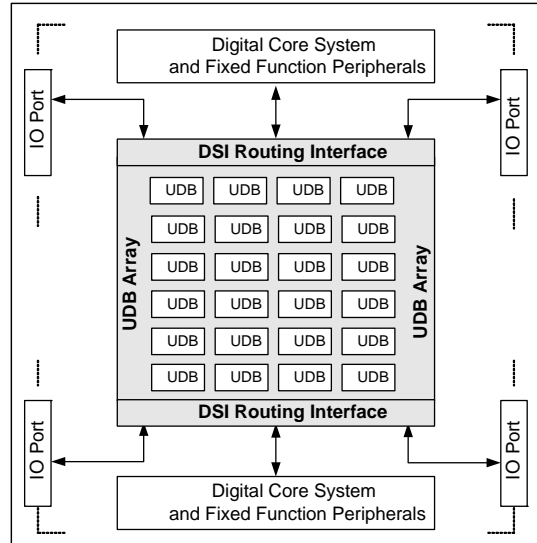 Digital Core System
and Fixed Function Peripherals
IO Port
IO Port
DSI Routing Interface
UDB UDB UDB UDB
UDB UDB UDB UDB
UDB UDB UDB UDB
UDB UDB UDB UDB
UDB UDB UDB UDB
UDB UDB UDB UDB
UDB Array
UDB Array
DSI Routing Interface
IO Port
IO Port
Digital Core System
and Fixed Function Peripherals